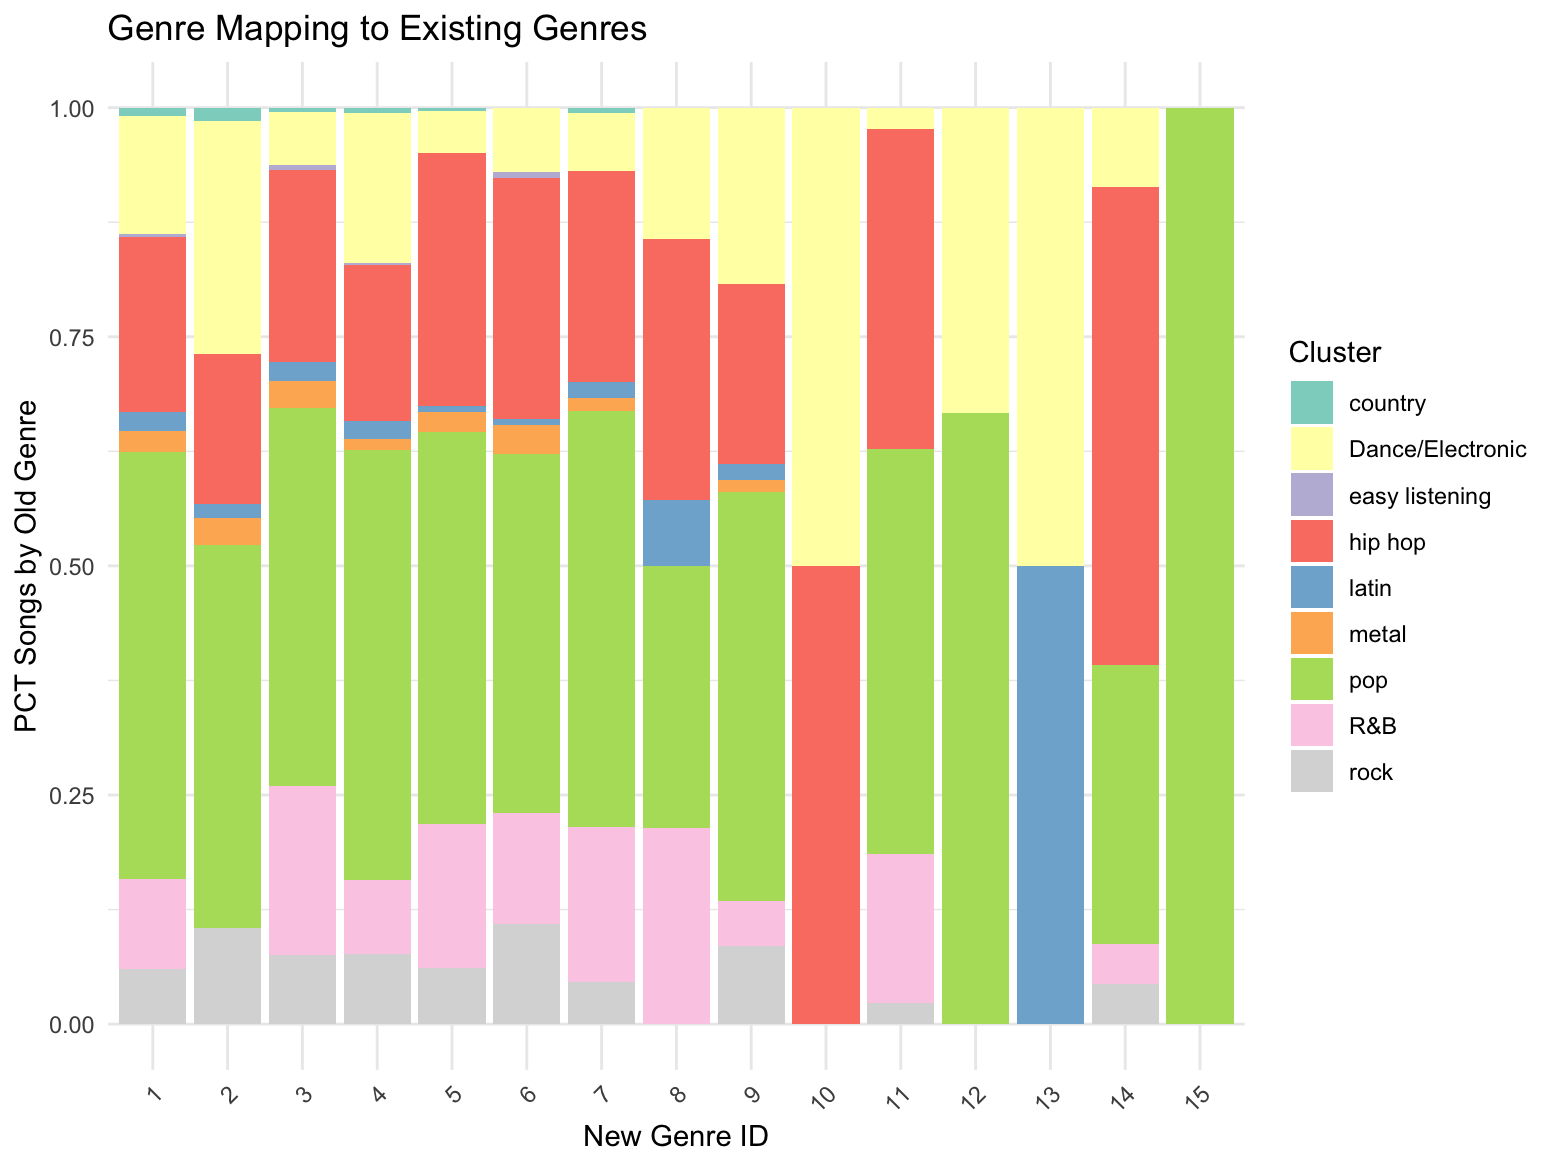 Genre Mapping to Existing Genres
PCT Songs by Old Genre
1.00
0.75
0.50
0.25
0.00
1
2
3
4
5
6
7
8
9
10
11
12
13
14
15
New Genre ID
Cluster
country
Dance/Electronic
easy listening
hip hop
latin
metal
pop
R&B
rock